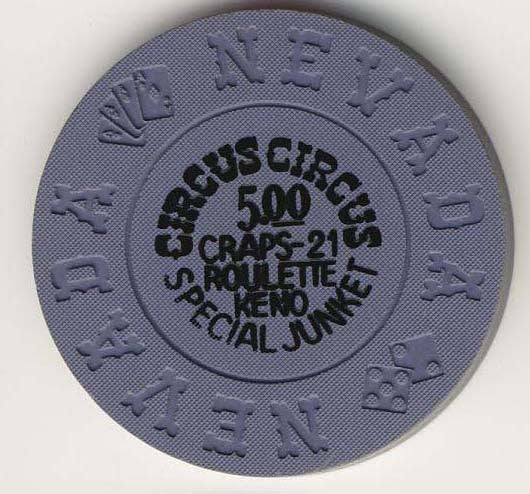 NEVADA
CIRCUS CIRCUS
5.00
CRAPS-21
ROULETTE
KENO
SPECIAL JUNKET
NEVADA